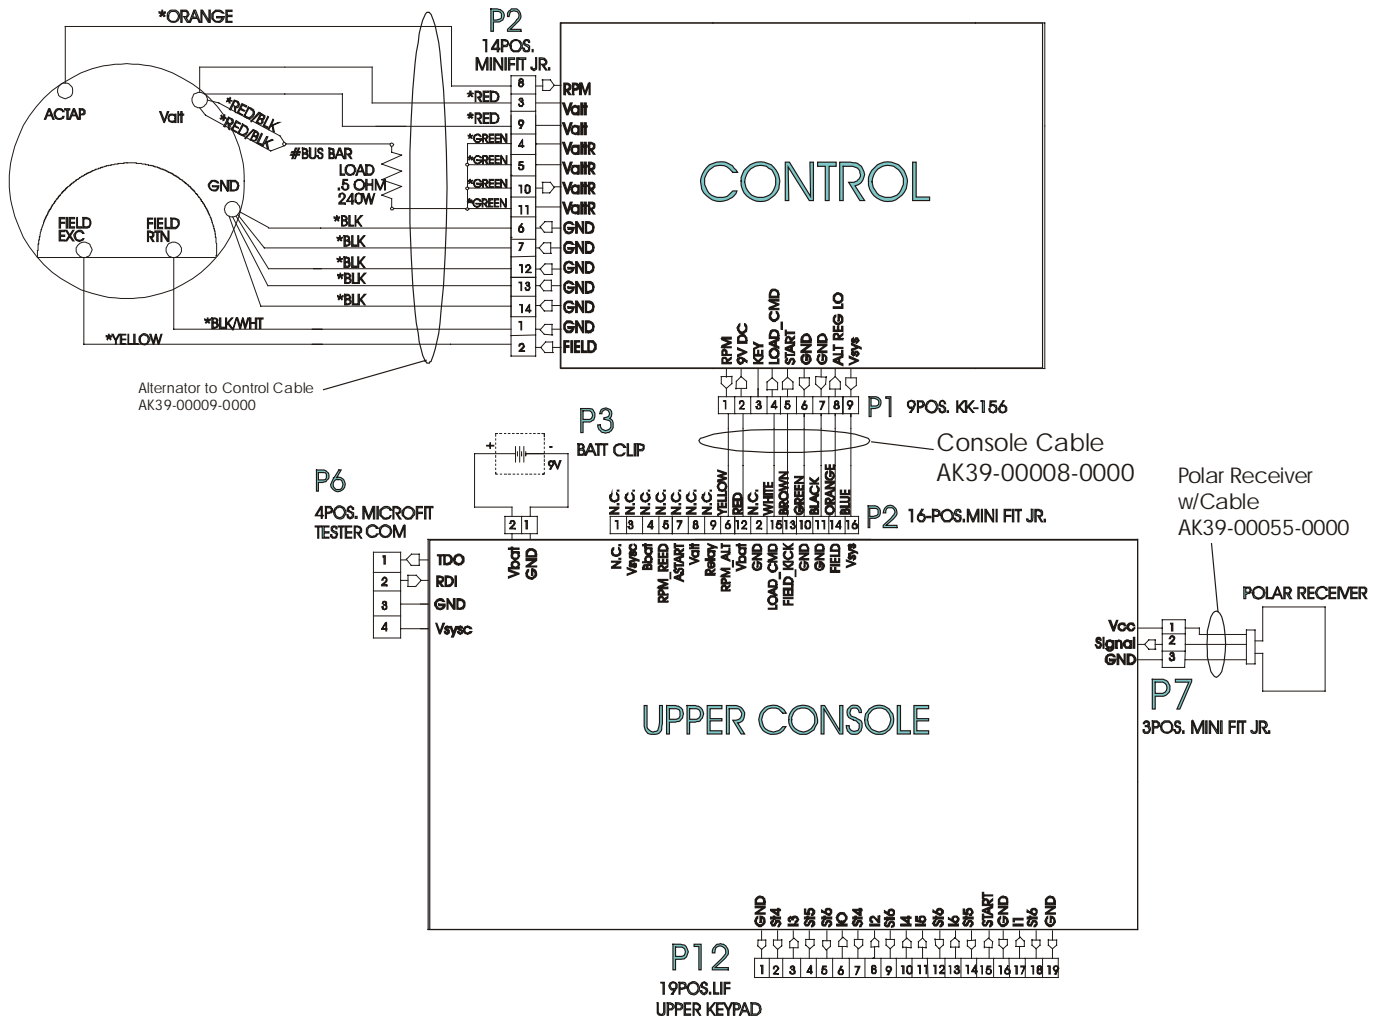 *ORANGE
P2
14POS.
MINIFIT JR.
ACTAP
Valt
*RED/BLK
*RED/BLK
#BUS BAR
LOAD
.5 OHM
240W
GND
FIELD
EXC
FIELD
RTN
*RED
*RED
*GREEN
*GREEN
*GREEN
*GREEN
*BLK
*BLK
*BLK
*BLK
*BLK
*BLK/WHT
*YELLOW
8 RPM
3 Valt
9 Valt
4 ValtR
5 ValtR
10 ValtR
11 ValtR
6 GND
7 GND
12 GND
13 GND
14 GND
1 GND
2 FIELD
CONTROL
Alternator to Control Cable
AK39-00009-0000
RPM 9V DC KEY LOAD_CMD START GND GND ALT REG LO Vsys
1 2 3 4 5 6 7 8 9
P1 9POS. KK-156
Console Cable
AK39-00008-0000
P3
BATT CLIP
+ -
9V
2 1
Vbat GND
P6
4POS. MICROFIT
TESTER COM
1 TDO
2 RDI
3 GND
4 Vsysc
N.C. N.C. N.C. N.C. N.C. N.C. N.C. YELLOW RED N.C. WHITE BROWN GREEN BLACK ORANGE BLUE
1 3 4 5 7 8 9 6 12 2 15 13 10 11 14 16
P2 16-POS.MINI FIT JR.
N.C. Vsysc Bbat RPM_REED ASTART Valt Relay RPM_ALT Vbat GND LOAD_CMD FIELD_KICK GND GND FIELD Vsys
Polar Receiver
w/Cable
AK39-00055-0000
POLAR RECEIVER
Vcc 1
Signal 2
GND 3
P7
3POS. MINI FIT JR.
UPPER CONSOLE
GND St4 I3 St5 St6 IO St4 I2 St6 I4 I5 St6 I6 St5 START GND I1 St6 GND
1 2 3 4 5 6 7 8 9 10 11 12 13 14 15 16 17 18 19
P12
19POS.LIF
UPPER KEYPAD